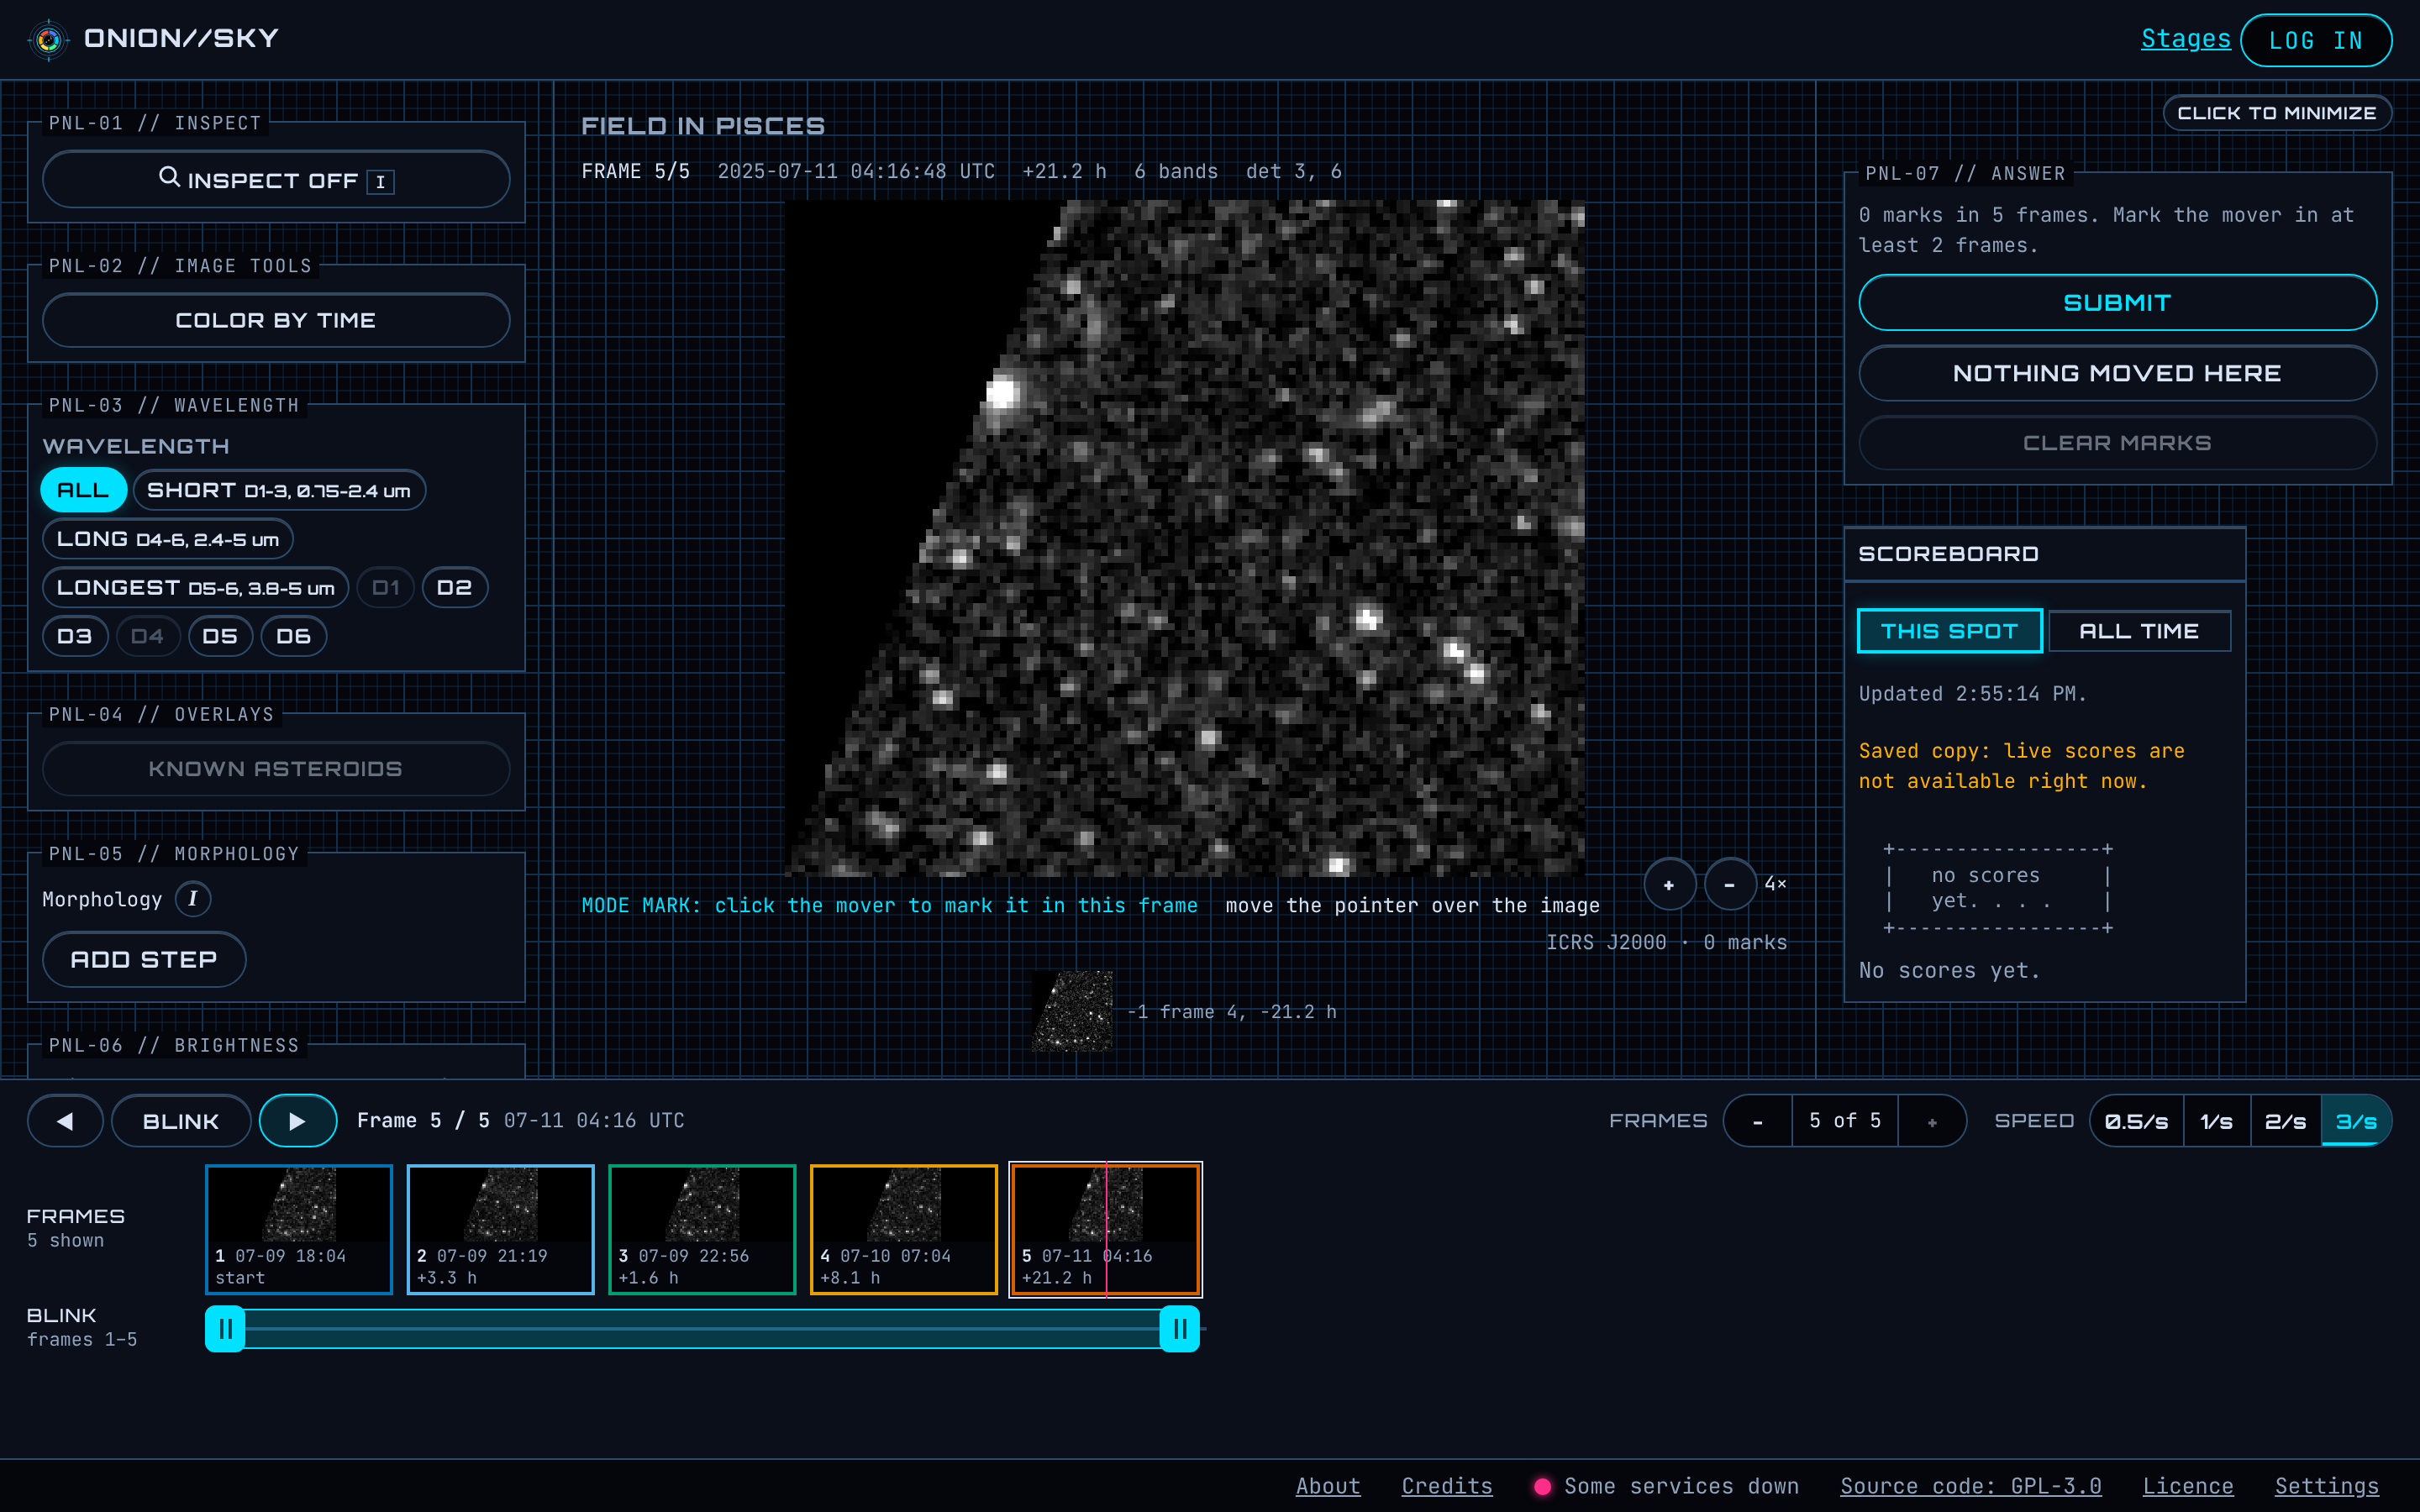 ONION//SKY
Stages
LOG IN
PNL-01 // INSPECT
INSPECT OFF I
PNL-02 // IMAGE TOOLS
COLOR BY TIME
PNL-03 // WAVELENGTH
WAVELENGTH
ALL
SHORT D1-3, 0.75-2.4 um
LONG D4-6, 2.4-5 um
LONGEST D5-6, 3.8-5 um
D1
D2
D3
D4
D5
D6
PNL-04 // OVERLAYS
KNOWN ASTEROIDS
PNL-05 // MORPHOLOGY
Morphology I
ADD STEP
PNL-06 // BRIGHTNESS
FIELD IN PISCES
FRAME 5/5 2025-07-11 04:16:48 UTC +21.2 h 6 bands det 3, 6
MODE MARK: click the mover to mark it in this frame move the pointer over the image
+ - 4×
ICRS J2000 · 0 marks
-1 frame 4, -21.2 h
CLICK TO MINIMIZE
PNL-07 // ANSWER
0 marks in 5 frames. Mark the mover in at
least 2 frames.
SUBMIT
NOTHING MOVED HERE
CLEAR MARKS
SCOREBOARD
THIS SPOT
ALL TIME
Updated 2:55:14 PM.
Saved copy: live scores are
not available right now.
+-----------------+
| no scores |
| yet. . . . |
+-----------------+
No scores yet.
BLINK
Frame 5 / 5 07-11 04:16 UTC
FRAMES - 5 of 5 +
SPEED 0.5/s 1/s 2/s 3/s
FRAMES
5 shown
1 07-09 18:04
start
2 07-09 21:19
+3.3 h
3 07-09 22:56
+1.6 h
4 07-10 07:04
+8.1 h
5 07-11 04:16
+21.2 h
BLINK
frames 1-5
About
Credits
Some services down
Source code: GPL-3.0
Licence
Settings